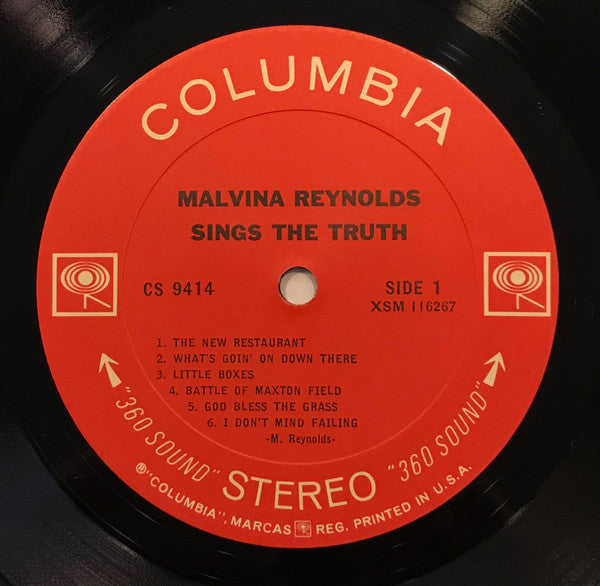 COLUMBIA
MALVINA REYNOLDS
SINGS THE TRUTH
CS 9414
SIDE 1
XSM 116267
1. THE NEW RESTAURANT
2. WHAT'S GOIN' ON DOWN THERE
3. LITTLE BOXES
4. BATTLE OF MAXTON FIELD
5. GOD BLESS THE GRASS
6. I DON'T MIND FAILING
-M. Reynolds-
"360 SOUND" STEREO "360 SOUND"
®"COLUMBIA", MARCAS REG. PRINTED IN U.S.A.